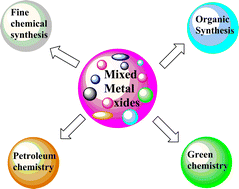 Fine
chemical
synthesis
Organic
Synthesis
Mixed
Metal
oxides
Petroleum
chemistry
Green
chemistry